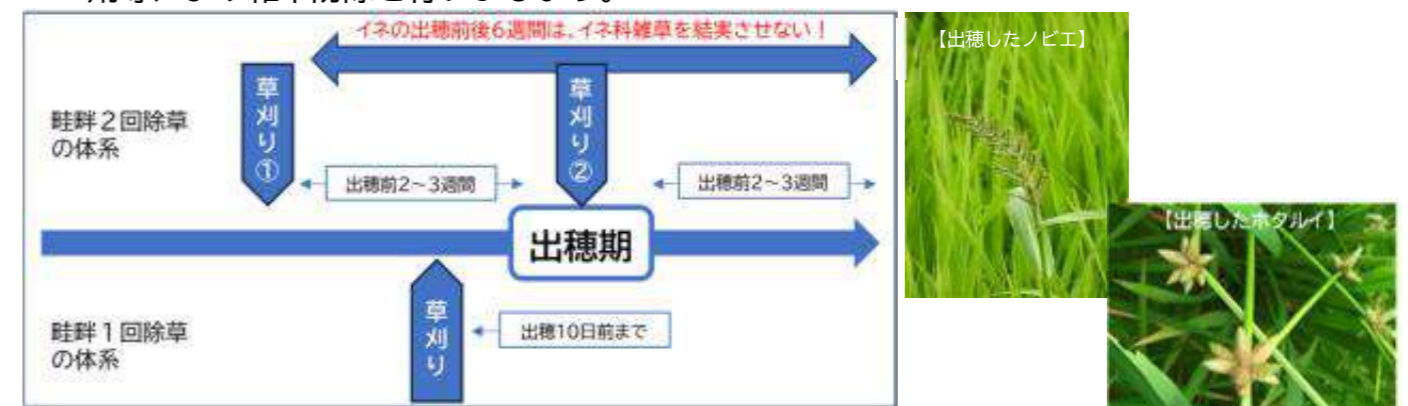 イネの出穂前後6週間は、イネ科雑草を結実させない！
畦畔２回除草
の体系
草刈り①
出穂前2～3週間
草刈り②
出穂前2～3週間
出穂期
畦畔１回除草
の体系
草刈り
出穂10日前まで
【出穂したノビエ】
【出穂したホタルイ】